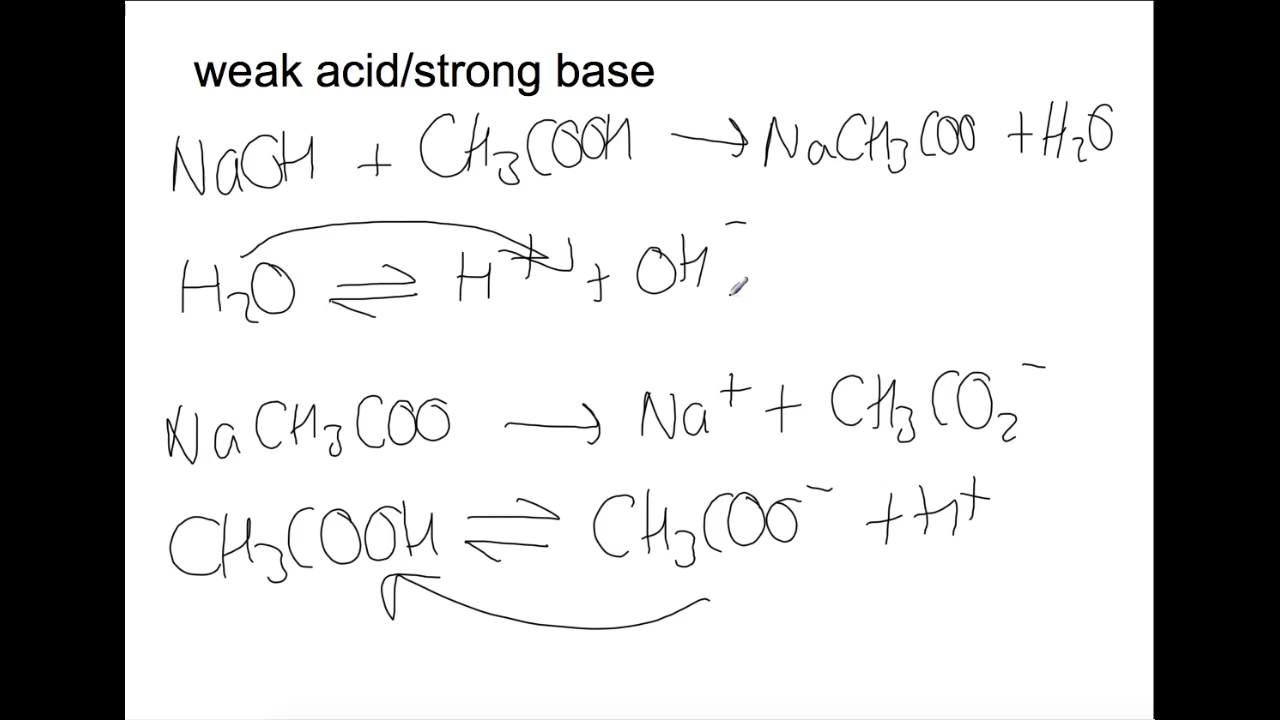 weak acid/strong base
NaOH + CH₃COOH → NaCH₃COO + H₂O
H₂O ⇌ H⁺ + OH⁻
NaCH₃COO → Na⁺ + CH₃CO₂⁻
CH₃COOH ⇌ CH₃COO⁻ + H⁺